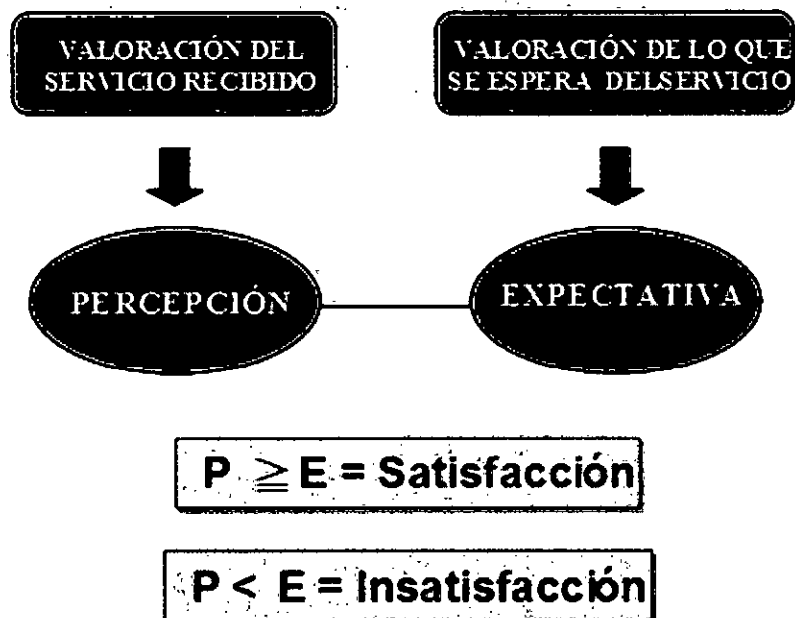 VALORACIÓN DEL
SERVICIO RECIBIDO
VALORACIÓN DE LO QUE
SE ESPERA DELSERVICIO
PERCEPCIÓN
EXPECTATIVA
P ≧ E = Satisfacción
P < E = Insatisfacción